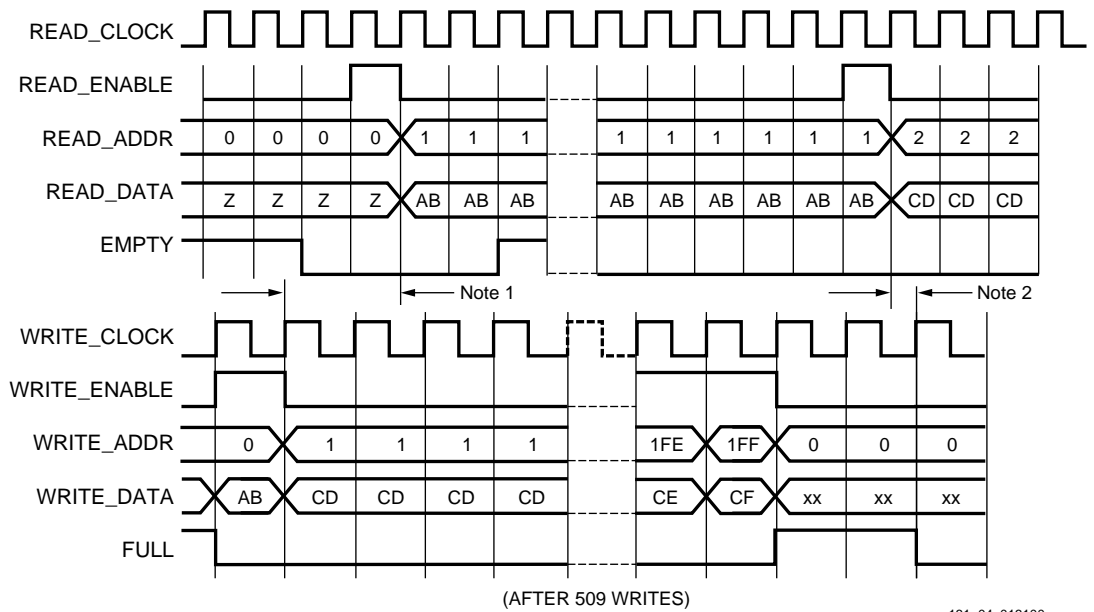 READ_CLOCK
READ_ENABLE
READ_ADDR 0 0 0 0 1 1 1 1 1 1 1 1 1 2 2 2
READ_DATA Z Z Z Z AB AB AB AB AB AB AB AB AB CD CD CD
EMPTY
Note 1 Note 2
WRITE_CLOCK
WRITE_ENABLE
WRITE_ADDR 0 1 1 1 1 1FE 1FF 0 0 0
WRITE_DATA AB CD CD CD CD CE CF xx xx xx
FULL
(AFTER 509 WRITES)